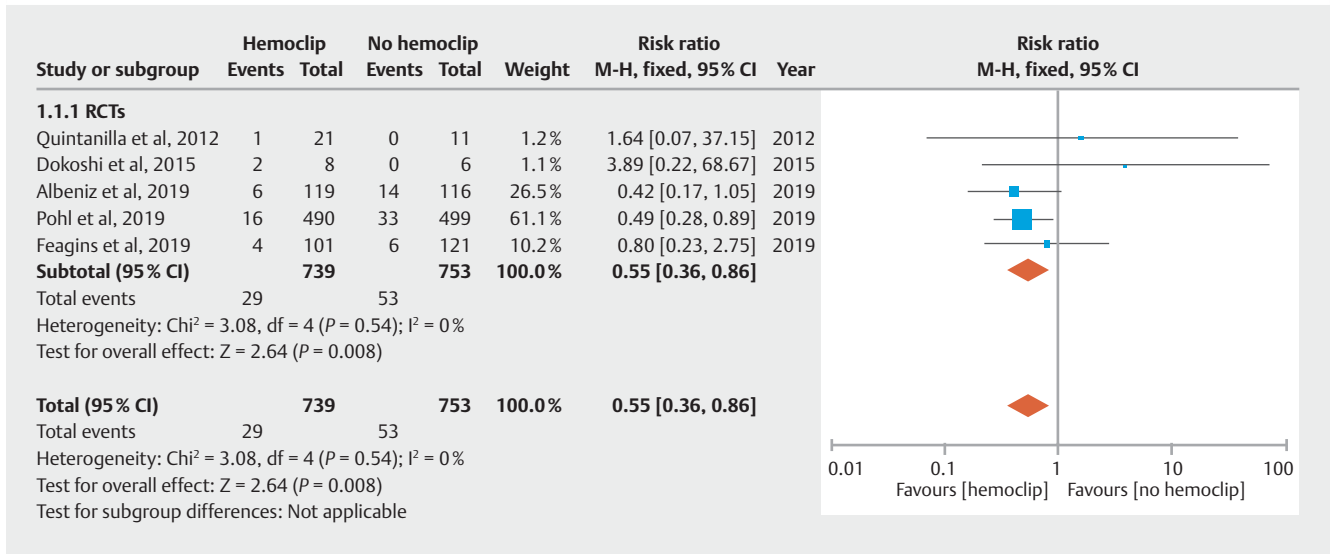 Hemoclip No hemoclip Risk ratio Risk ratio
Study or subgroup Events Total Events Total Weight M-H, fixed, 95% CI Year M-H, fixed, 95% CI
1.1.1 RCTs
Quintanilla et al, 2012 1 21 0 11 1.2% 1.64 [0.07, 37.15] 2012
Dokoshi et al, 2015 2 8 0 6 1.1% 3.89 [0.22, 68.67] 2015
Albeniz et al, 2019 6 119 14 116 26.5% 0.42 [0.17, 1.05] 2019
Pohl et al, 2019 16 490 33 499 61.1% 0.49 [0.28, 0.89] 2019
Feagins et al, 2019 4 101 6 121 10.2% 0.80 [0.23, 2.75] 2019
Subtotal (95% CI) 739 753 100.0% 0.55 [0.36, 0.86]
Total events 29 53
Heterogeneity: Chi² = 3.08, df = 4 (P = 0.54); I² = 0%
Test for overall effect: Z = 2.64 (P = 0.008)
Total (95% CI) 739 753 100.0% 0.55 [0.36, 0.86]
Total events 29 53
Heterogeneity: Chi² = 3.08, df = 4 (P = 0.54); I² = 0%
Test for overall effect: Z = 2.64 (P = 0.008)
Test for subgroup differences: Not applicable
0.01 0.1 1 10 100
Favours [hemoclip] Favours [no hemoclip]